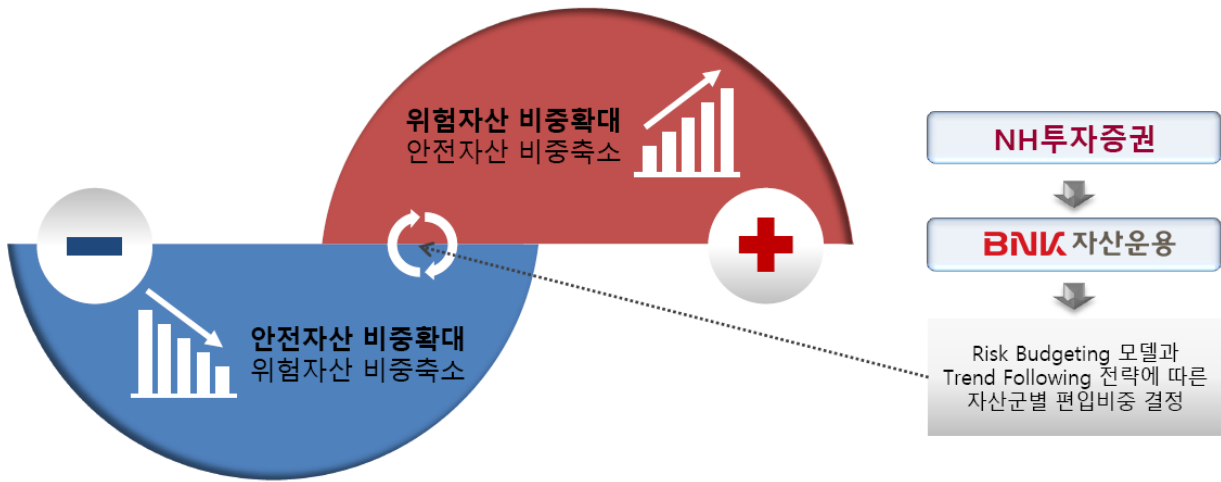 위험자산 비중확대
안전자산 비중축소
안전자산 비중확대
위험자산 비중축소
NH투자증권
BNK 자산운용
Risk Budgeting 모델과
Trend Following 전략에 따른
자산군별 편입비중 결정